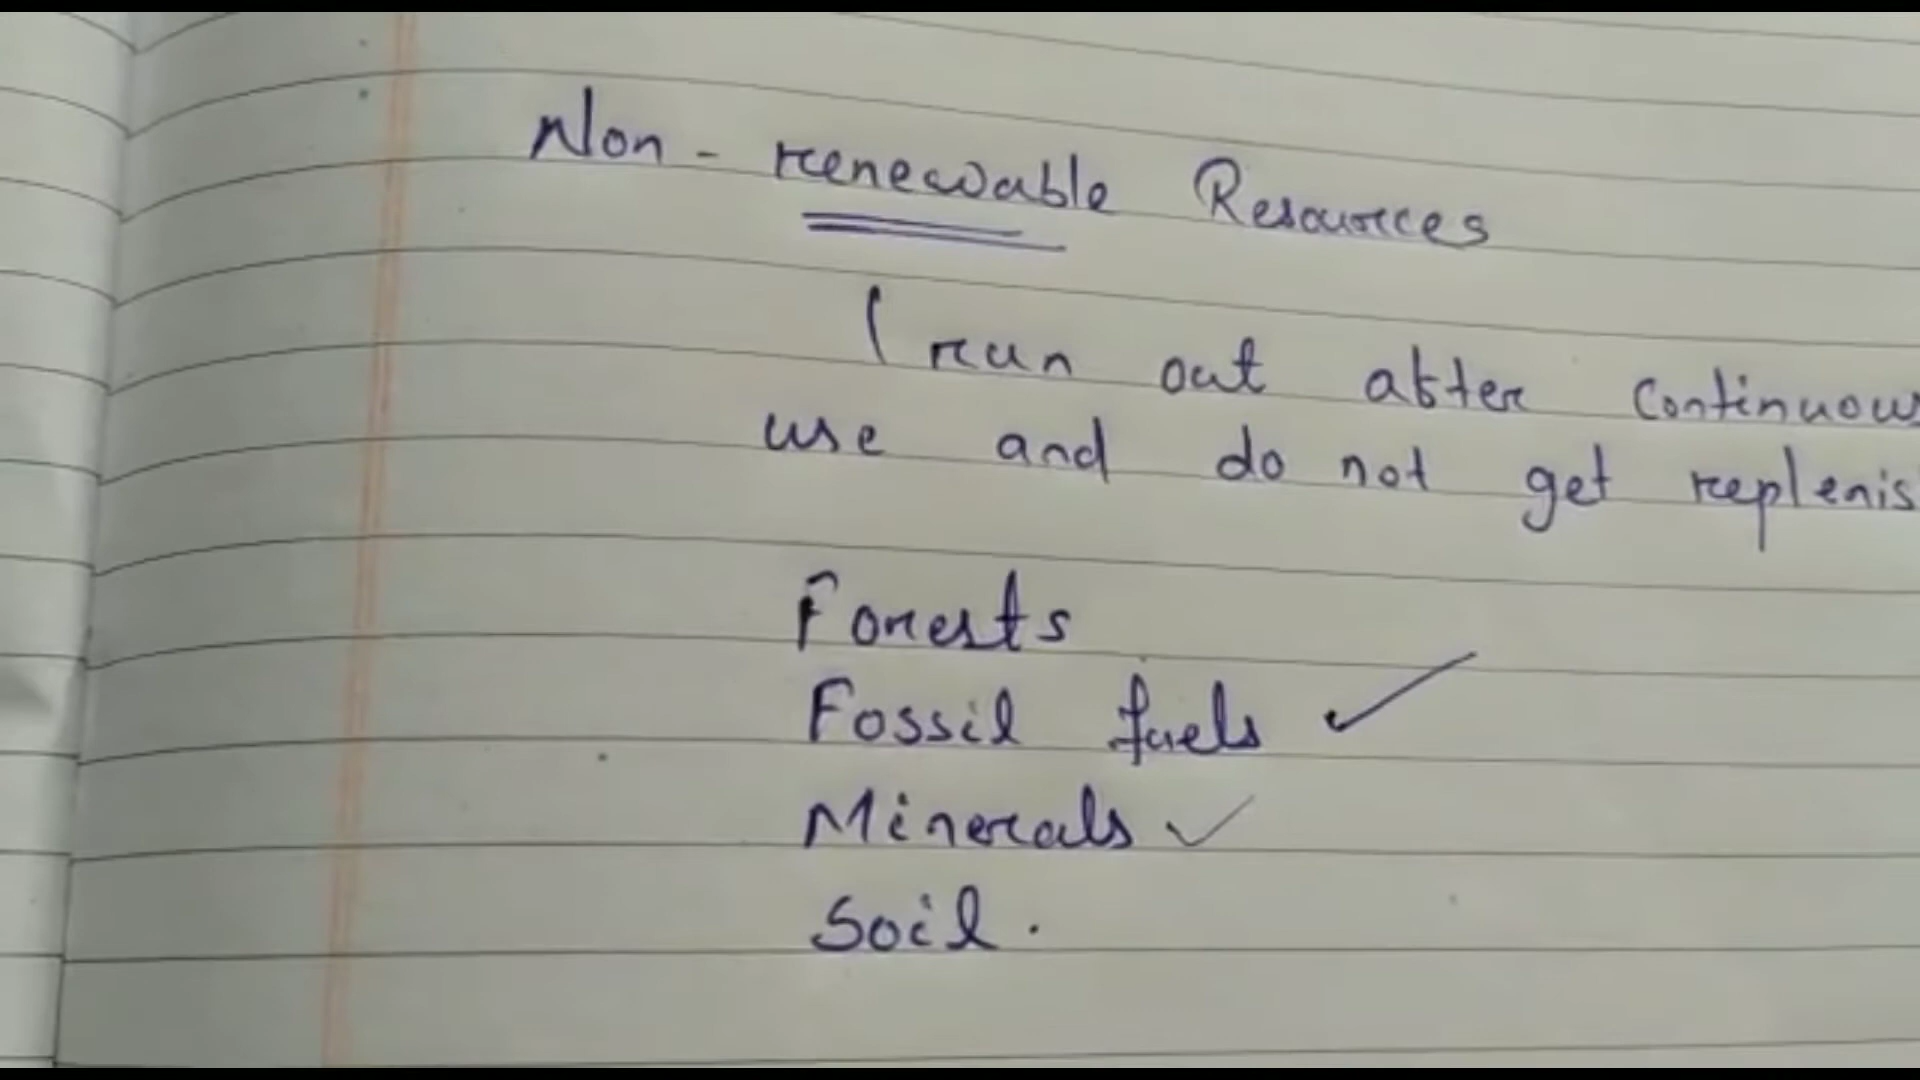 Non - renewable Resources
( run out after continuous
use and do not get replenis
Forests
Fossil fuels ✓
Minerals ✓
Soil.